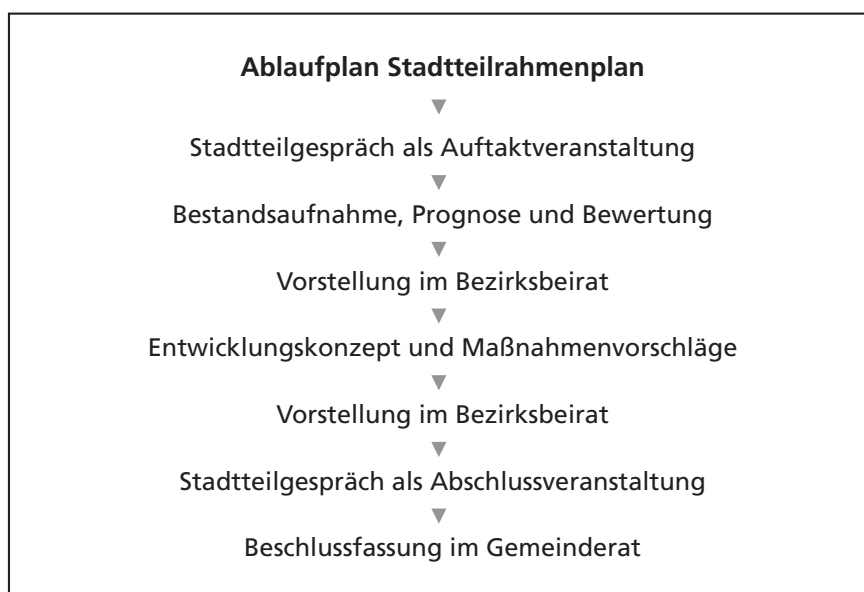 Ablaufplan Stadtteilrahmenplan
Stadtteilgespräch als Auftaktveranstaltung
Bestandsaufnahme, Prognose und Bewertung
Vorstellung im Bezirksbeirat
Entwicklungskonzept und Maßnahmenvorschläge
Vorstellung im Bezirksbeirat
Stadtteilgespräch als Abschlussveranstaltung
Beschlussfassung im Gemeinderat